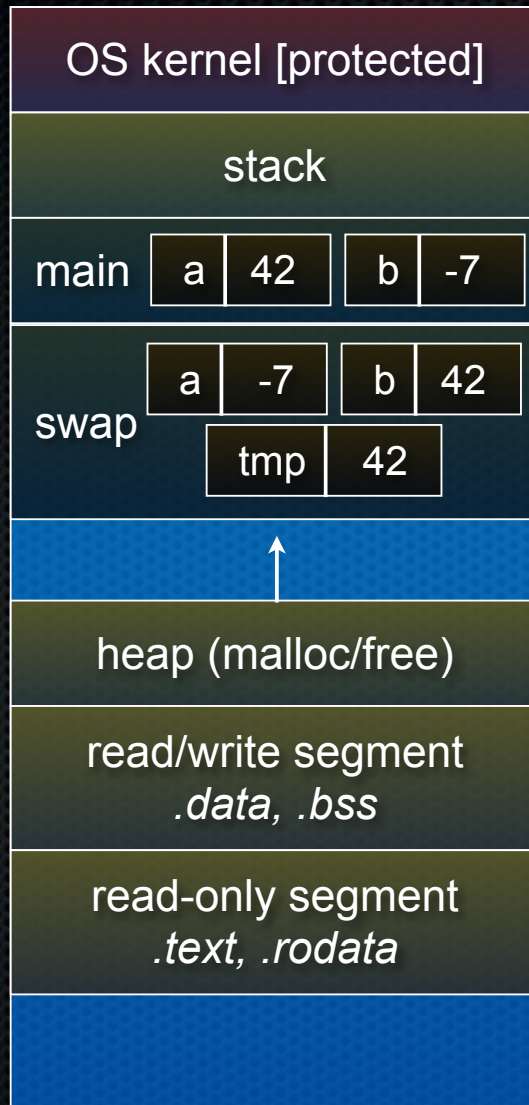 OS kernel [protected]
stack
main a 42 b -7
a -7 b 42
swap
tmp 42
heap (malloc/free)
read/write segment
.data, .bss
read-only segment
.text, .rodata